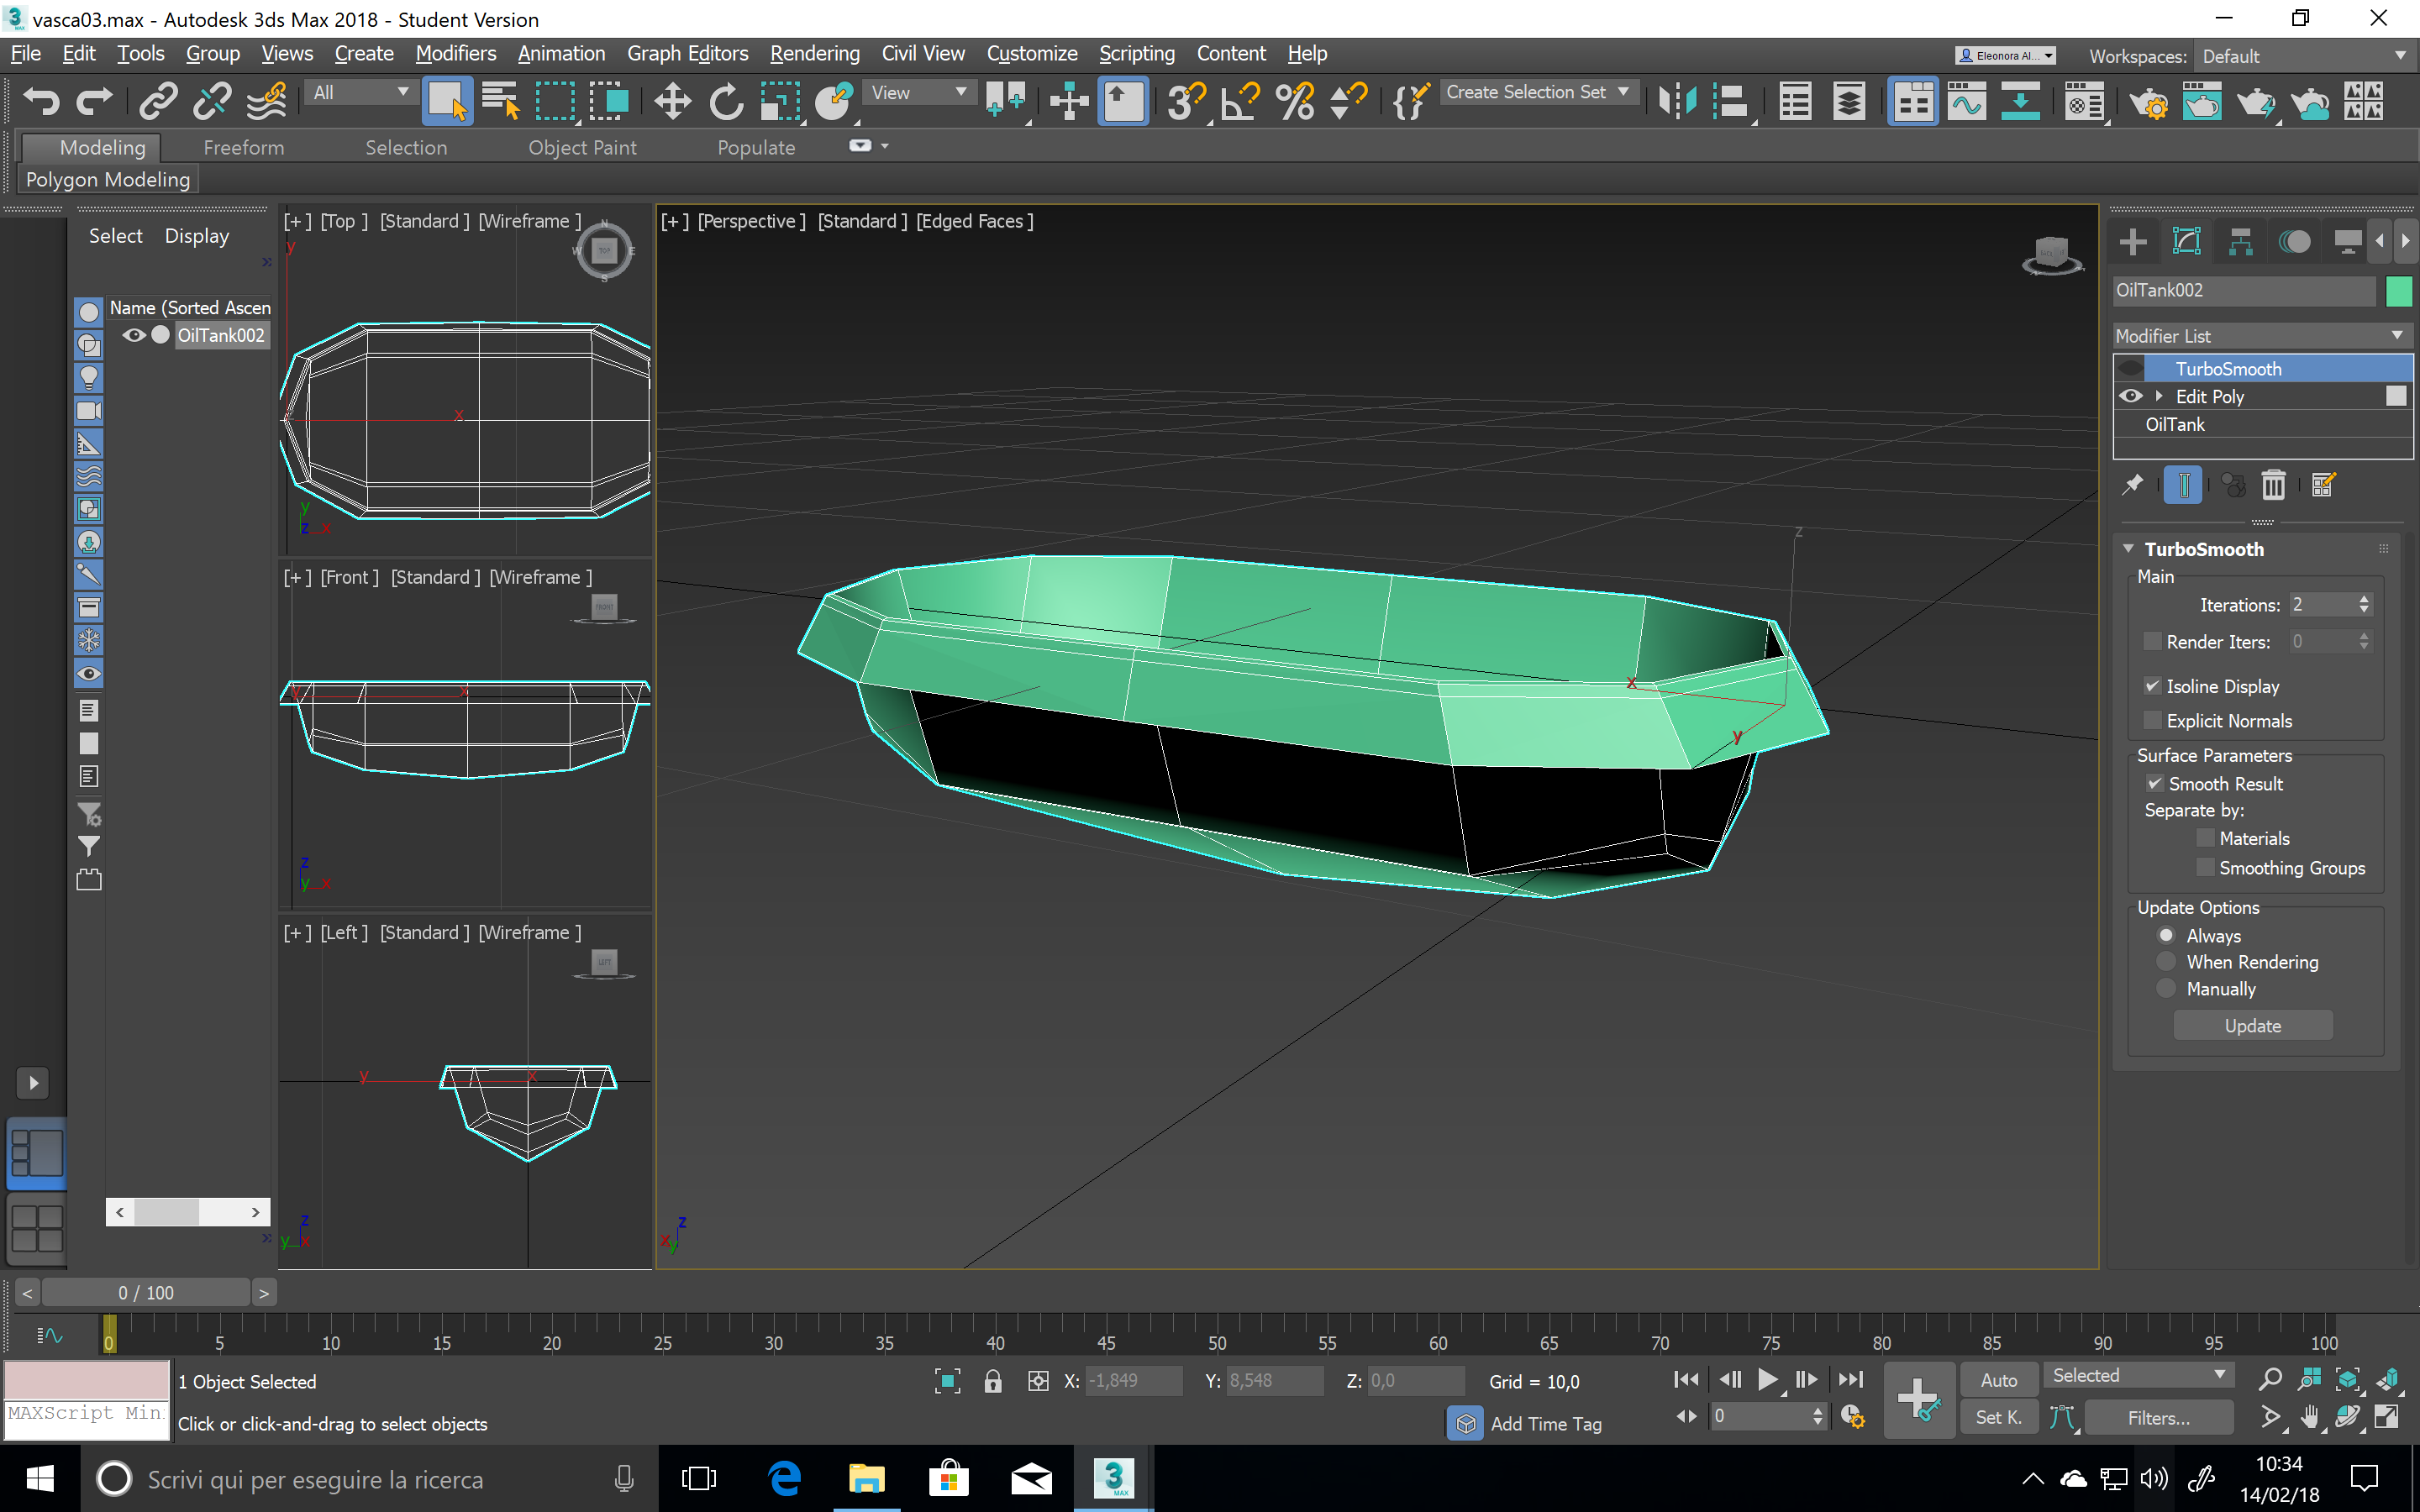 vasca03.max - Autodesk 3ds Max 2018 - Student Version
File Edit Tools Group Views Create Modifiers Animation Graph Editors Rendering Civil View Customize Scripting Content Help
Eleonora Al...
Workspaces: Default
All
View
Create Selection Set
Modeling Freeform Selection Object Paint Populate
Polygon Modeling
Select Display
Name (Sorted Ascen
OilTank002
[+] [Top] [Standard] [Wireframe]
N
W TOP E
S
y
x
y
z x
[+] [Front] [Standard] [Wireframe]
FRONT
y x
z
y x
[+] [Left] [Standard] [Wireframe]
LEFT
y x
z
y x
[+] [Perspective] [Standard] [Edged Faces]
z
x
y
z
x y
OilTank002
Modifier List
TurboSmooth
Edit Poly
OilTank
TurboSmooth
Main
Iterations: 2
Render Iters: 0
Isoline Display
Explicit Normals
Surface Parameters
Smooth Result
Separate by:
Materials
Smoothing Groups
Update Options
Always
When Rendering
Manually
Update
< 0 / 100 >
0 5 10 15 20 25 30 35 40 45 50 55 60 65 70 75 80 85 90 95 100
1 Object Selected
X: -1,849 Y: 8,548 Z: 0,0 Grid = 10,0
Auto Selected
MAXScript Min
Click or click-and-drag to select objects
Add Time Tag
0
Set K. Filters...
Scrivi qui per eseguire la ricerca
3
MAX
10:34
14/02/18